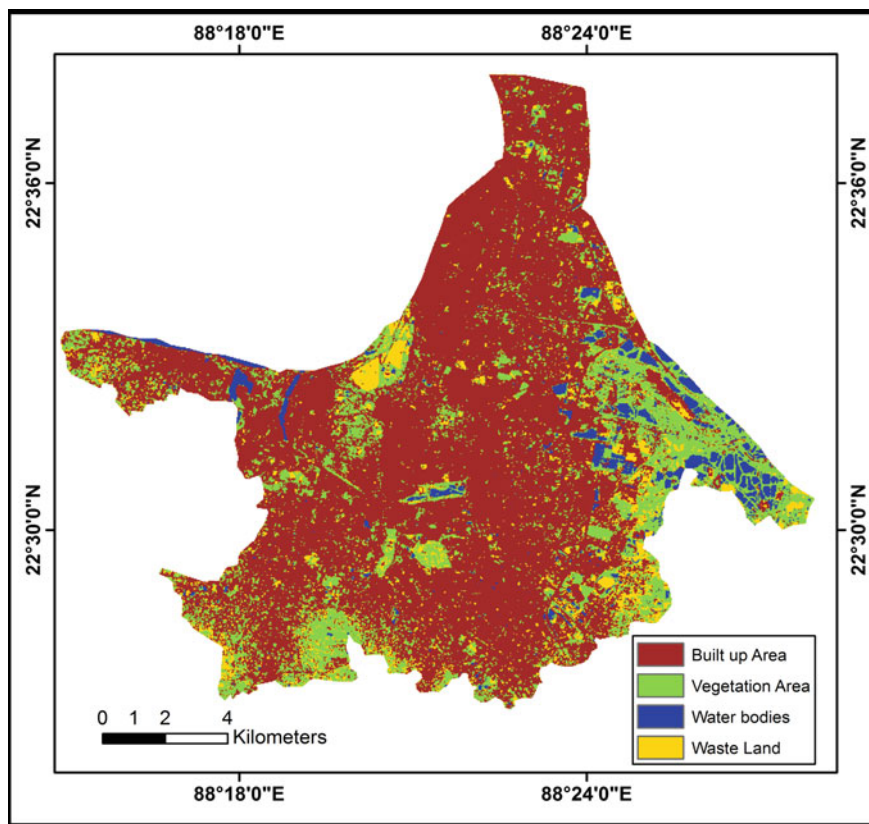 88°18'0"E 88°24'0"E
22°36'0"N 22°36'0"N
22°30'0"N 22°30'0"N
Built up Area
Vegetation Area
Water bodies
Waste Land
0 1 2 4
Kilometers
88°18'0"E 88°24'0"E